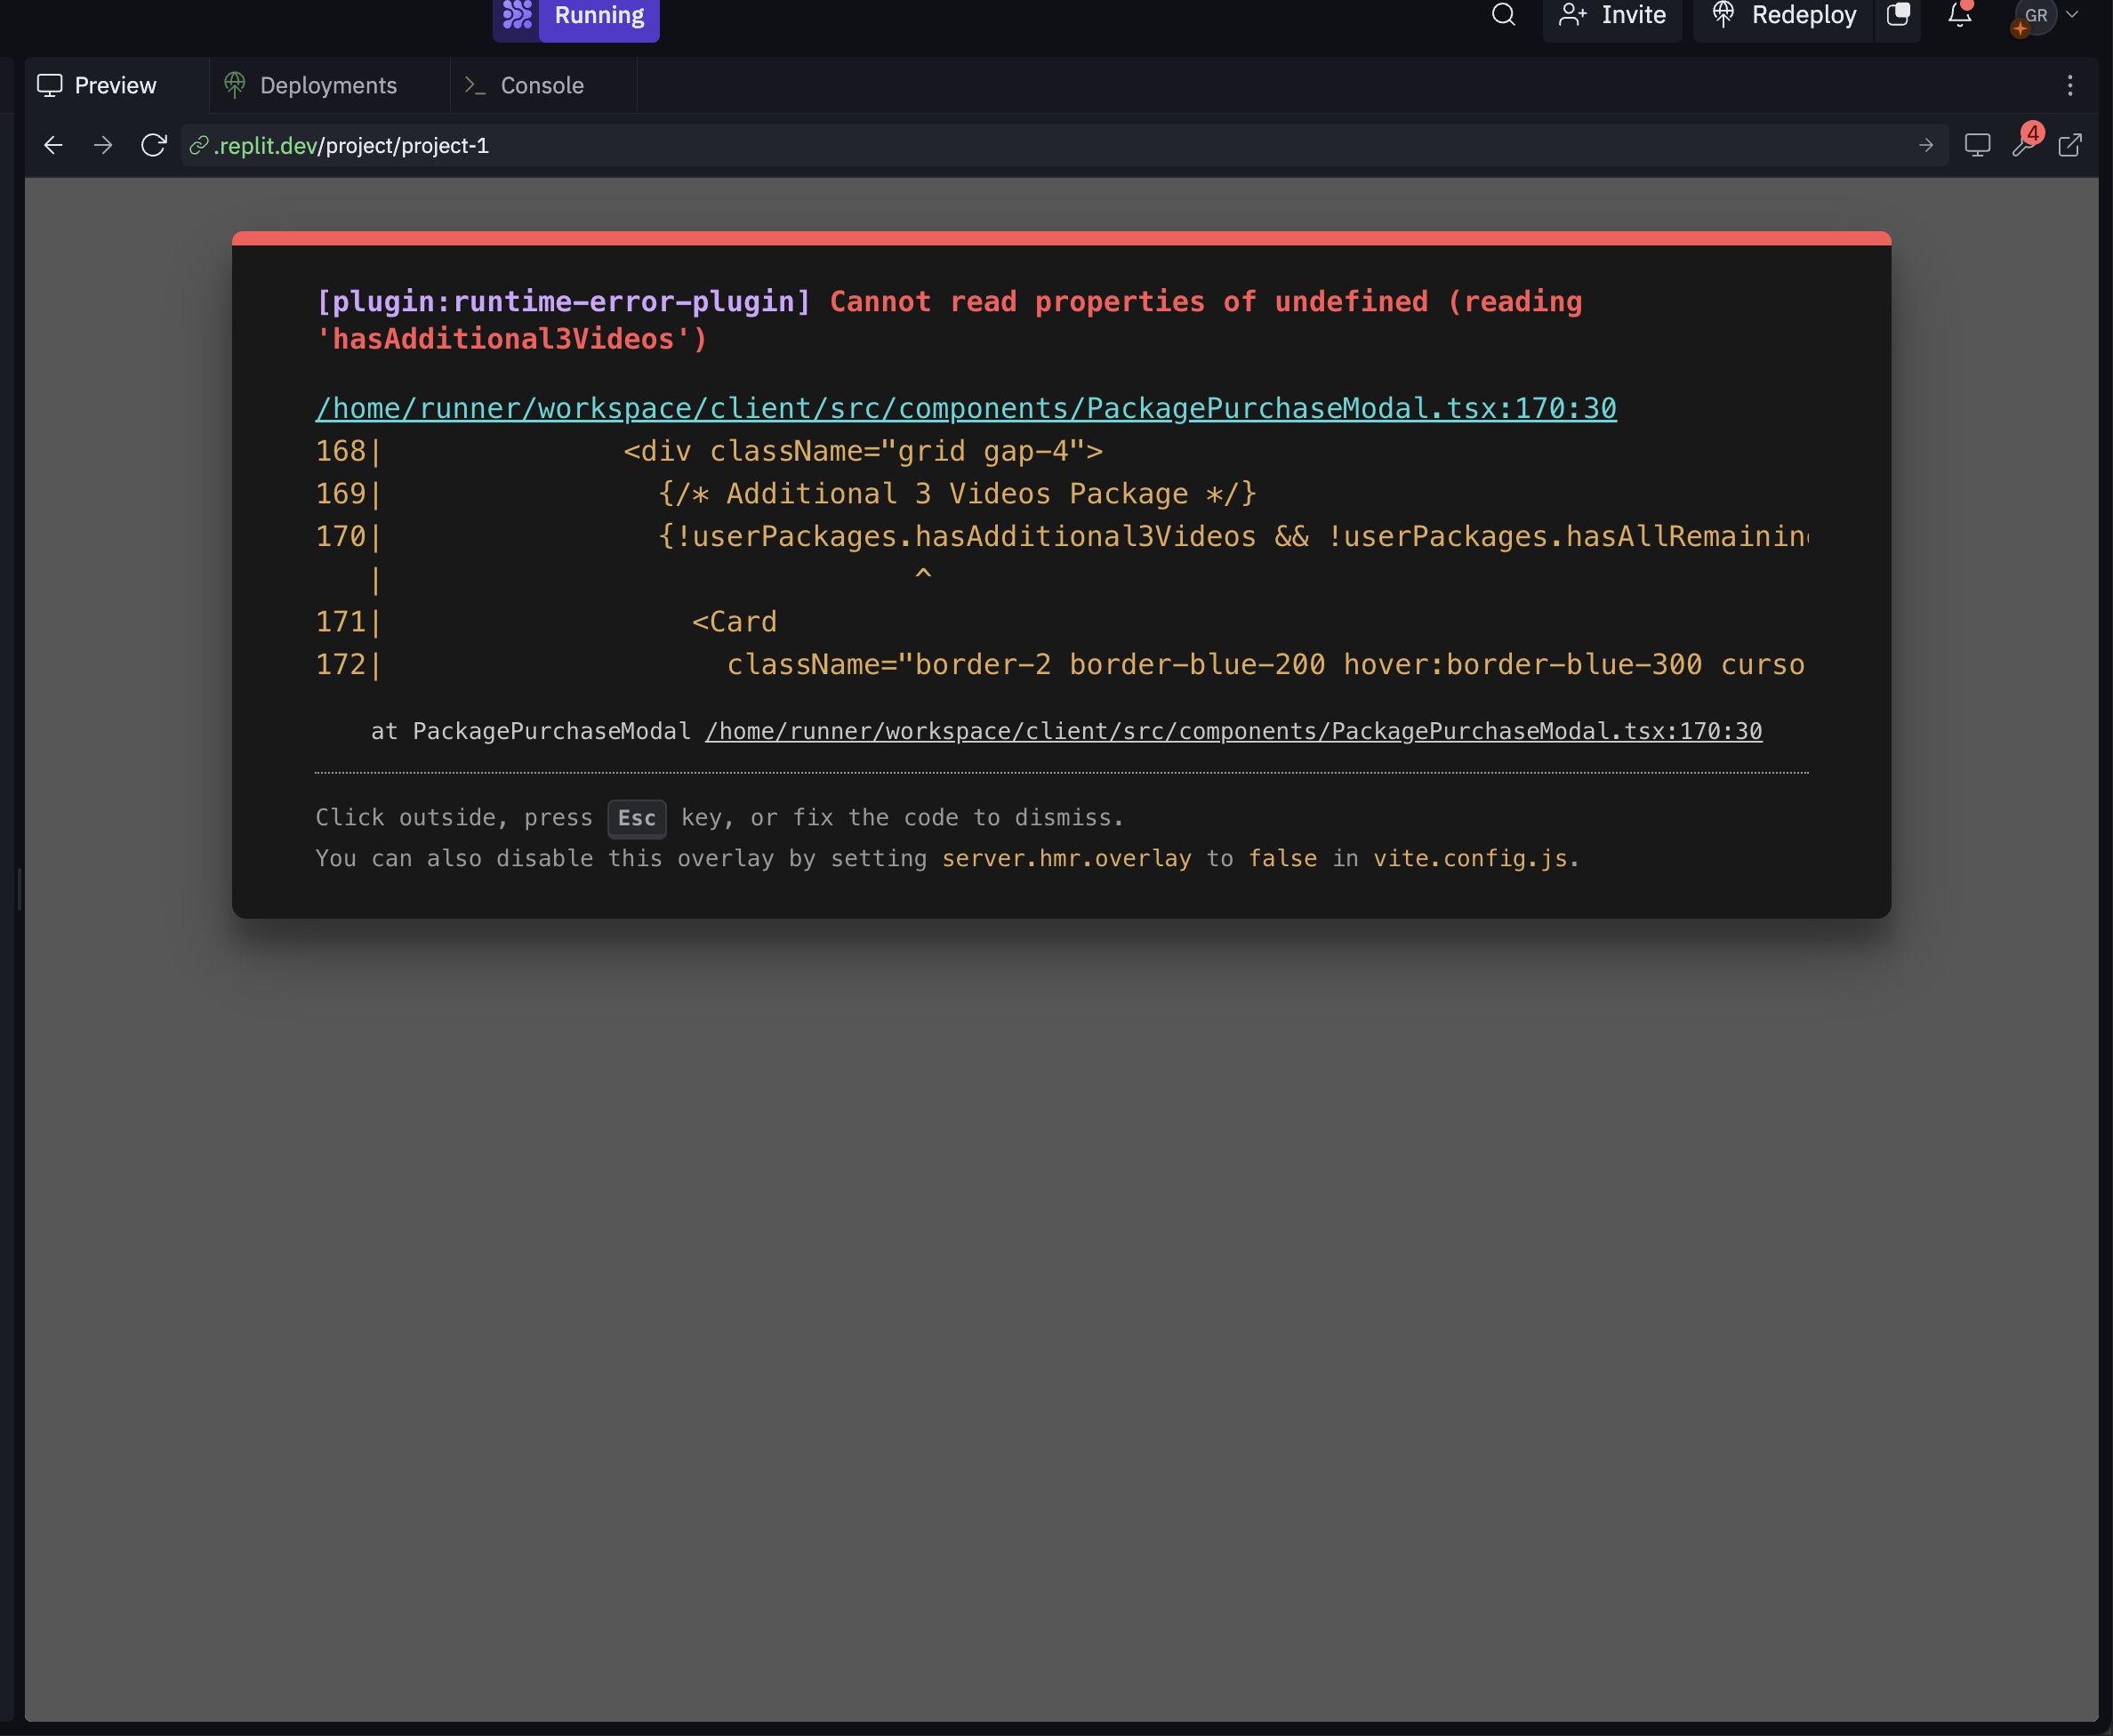 Running
Invite
Redeploy
GR
Preview
Deployments
Console
.replit.dev/project/project-1
4
[plugin:runtime-error-plugin] Cannot read properties of undefined (reading
'hasAdditional3Videos')
/home/runner/workspace/client/src/components/PackagePurchaseModal.tsx:170:30
168|              <div className="grid gap-4">
169|                {/* Additional 3 Videos Package */}
170|                {!userPackages.hasAdditional3Videos && !userPackages.hasAllRemaining
   |                               ^
171|                  <Card
172|                    className="border-2 border-blue-200 hover:border-blue-300 curso
at PackagePurchaseModal /home/runner/workspace/client/src/components/PackagePurchaseModal.tsx:170:30
Click outside, press Esc key, or fix the code to dismiss.
You can also disable this overlay by setting server.hmr.overlay to false in vite.config.js.